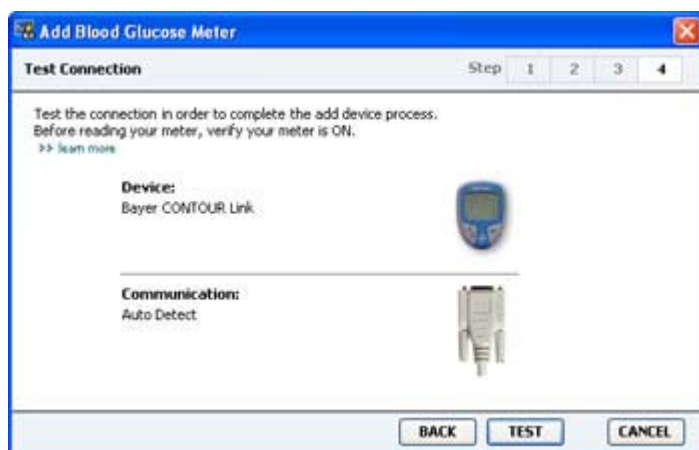 Add Blood Glucose Meter
Test Connection Step 1 2 3 4
Test the connection in order to complete the add device process.
Before reading your meter, verify your meter is ON.
>> learn more
Device:
Bayer CONTOUR Link
Communication:
Auto Detect
BACK TEST CANCEL